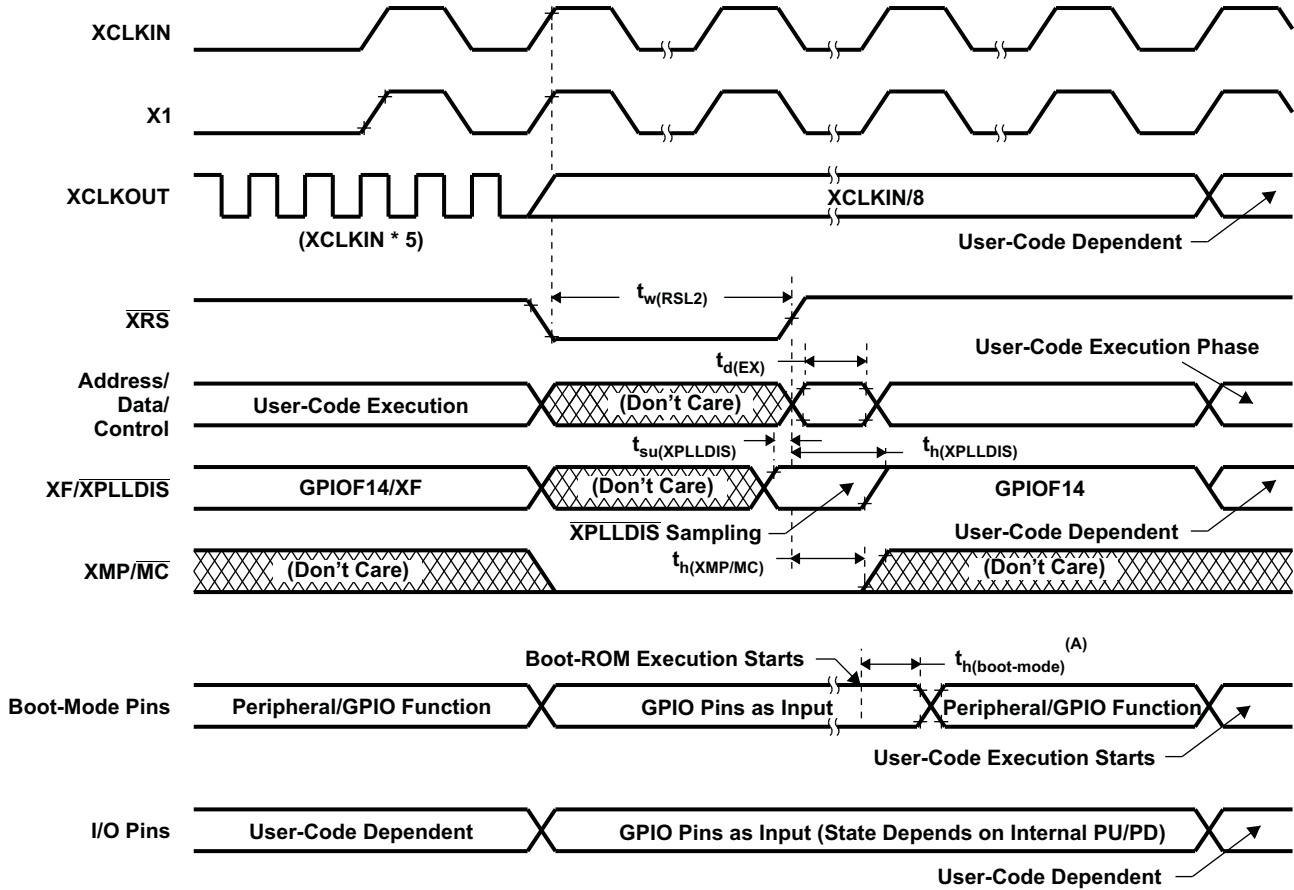 XCLKIN
X1
XCLKOUT
XCLKIN/8
(XCLKIN * 5)
User-Code Dependent
tw(RSL2)
XRS
User-Code Execution Phase
td(EX)
Address/
Data/
Control
User-Code Execution
(Don't Care)
tsu(XPLLDIS)
th(XPLLDIS)
XF/XPLLDIS
GPIOF14/XF
(Don't Care)
GPIOF14
XPLLDIS Sampling
User-Code Dependent
th(XMP/MC)
XMP/MC
(Don't Care)
(Don't Care)
Boot-ROM Execution Starts
th(boot-mode)(A)
Boot-Mode Pins
Peripheral/GPIO Function
GPIO Pins as Input
Peripheral/GPIO Function
User-Code Execution Starts
I/O Pins
User-Code Dependent
GPIO Pins as Input (State Depends on Internal PU/PD)
User-Code Dependent